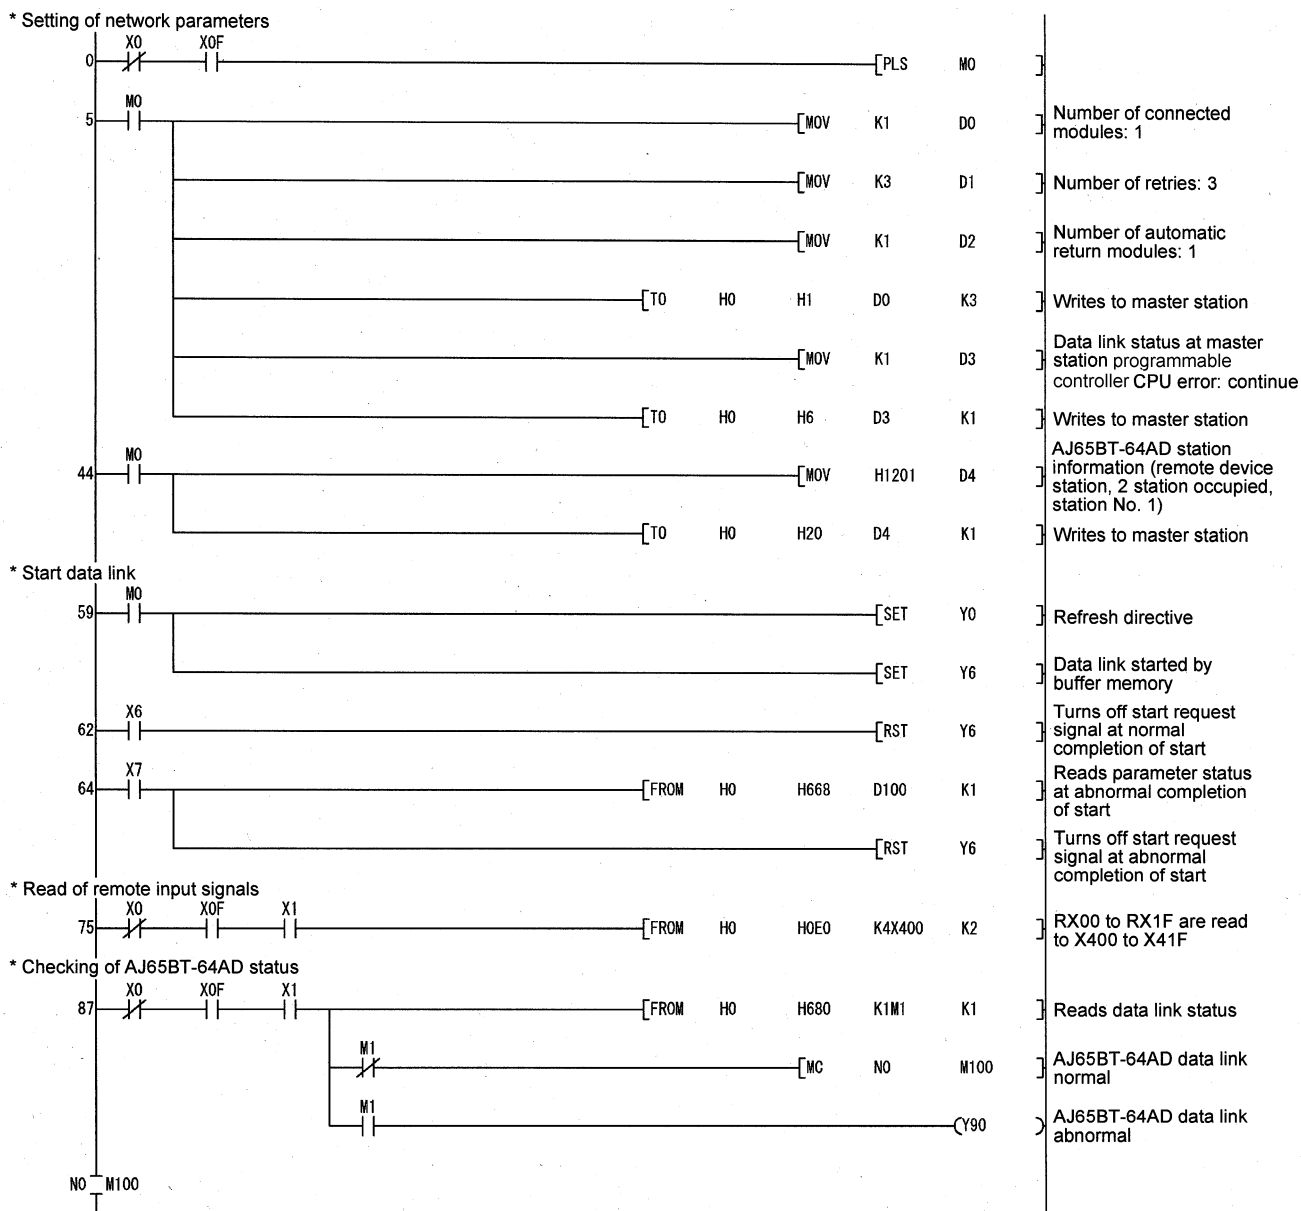 * Setting of network parameters
X0 X0F
0 [PLS M0 ]
M0
5 [MOV K1 D0 ] Number of connected
modules: 1
[MOV K3 D1 ] Number of retries: 3
[MOV K1 D2 ] Number of automatic
return modules: 1
[TO H0 H1 D0 K3 ] Writes to master station
Data link status at master
[MOV K1 D3 ] station programmable
controller CPU error: continue
[TO H0 H6 D3 K1 ] Writes to master station
M0 AJ65BT-64AD station
44 [MOV H1201 D4 ] information (remote device
station, 2 station occupied,
station No. 1)
[TO H0 H20 D4 K1 ] Writes to master station
* Start data link
M0
59 [SET Y0 ] Refresh directive
[SET Y6 ] Data link started by
buffer memory
X6 Turns off start request
62 [RST Y6 ] signal at normal
completion of start
X7 Reads parameter status
64 [FROM H0 H668 D100 K1 ] at abnormal completion
of start
Turns off start request
[RST Y6 ] signal at abnormal
completion of start
* Read of remote input signals
X0 X0F X1
75 [FROM H0 H0E0 K4X400 K2 ] RX00 to RX1F are read
to X400 to X41F
* Checking of AJ65BT-64AD status
X0 X0F X1
87 [FROM H0 H680 K1M1 K1 ] Reads data link status
M1
[MC N0 M100 ] AJ65BT-64AD data link
normal
M1
(Y90 ) AJ65BT-64AD data link
abnormal
N0 M100